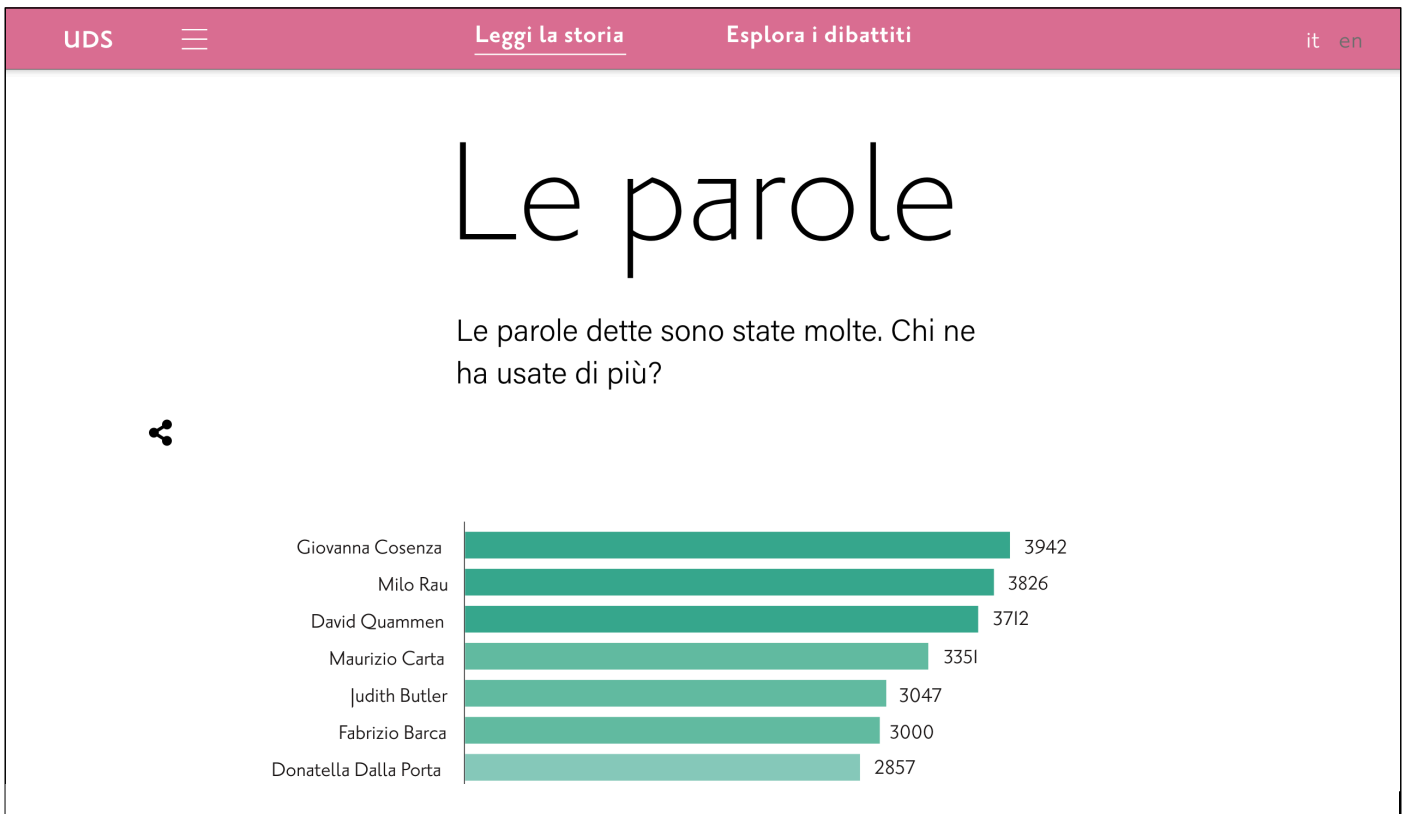 UDS
Leggi la storia
Esplora i dibattiti
it en
Le parole
Le parole dette sono state molte. Chi ne
ha usate di più?
Giovanna Cosenza 3942
Milo Rau 3826
David Quammen 3712
Maurizio Carta 3351
Judith Butler 3047
Fabrizio Barca 3000
Donatella Dalla Porta 2857